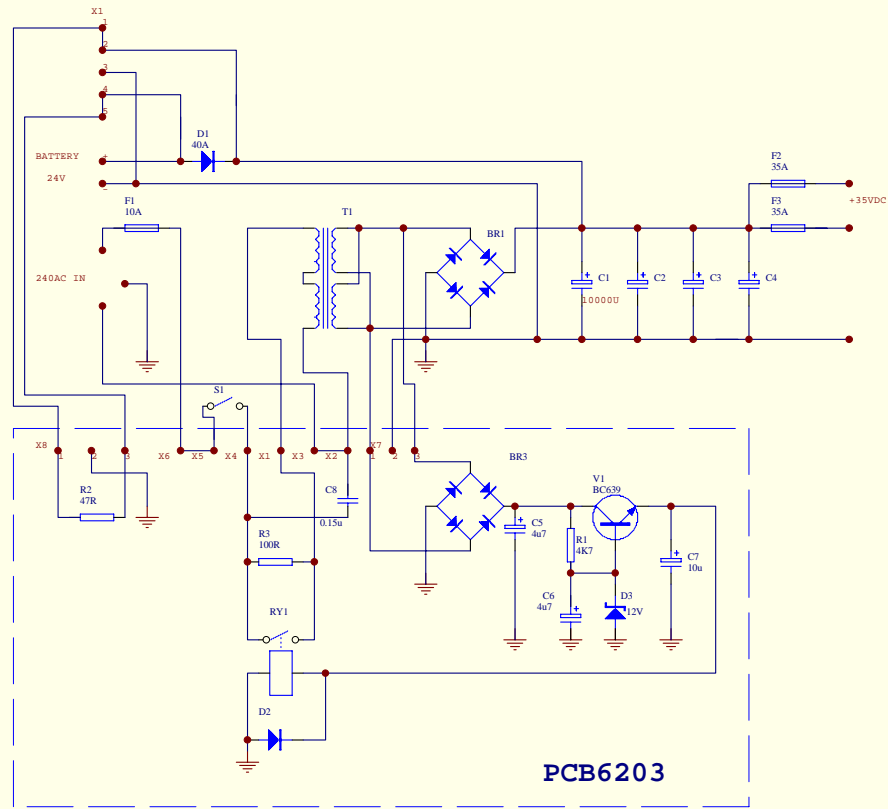 X1
1
2
3
4
5
D1
40A
BATTERY
+
24V
-
F1
10A
T1
BR1
F2
35A
+35VDC
F3
35A
240AC IN
+
C1
10000U
+
C2
+
C3
+
C4
S1
X8
1
2
3
X6
X5
X4
X1
X3
X2
X7
1
2
3
BR3
R2
47R
C8
0.15u
V1
BC639
+
C5
4u7
R1
4K7
R3
100R
+
C7
10u
C6
4u7
+
D3
12V
RY1
D2
PCB6203